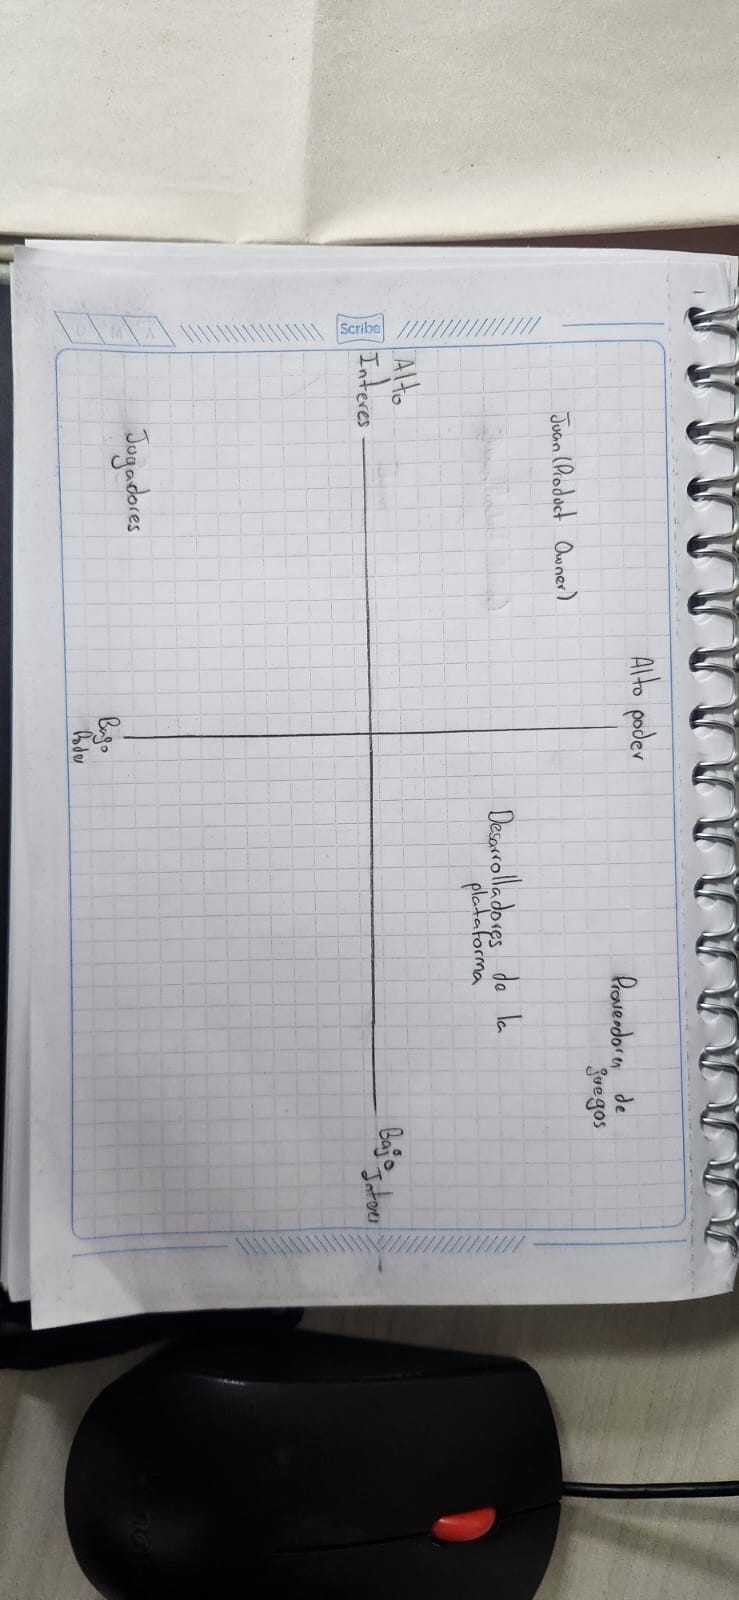 Alto poder
Proveedores de
juegos
Juan (Product Owner)
Desarrolladores de la
plataforma
Alto
Interes
Bajo Interes
Jugadores
Bajo
Poder
Scribe